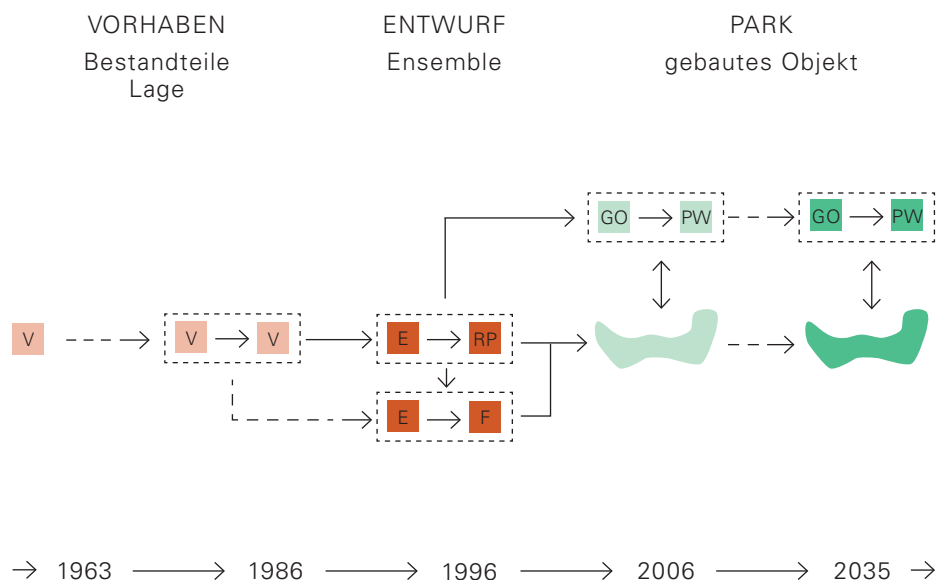 VORHABEN
Bestandteile
Lage
ENTWURF
Ensemble
PARK
gebautes Objekt
GO PW GO PW
V V V E RP
E F
1963 1986 1996 2006 2035